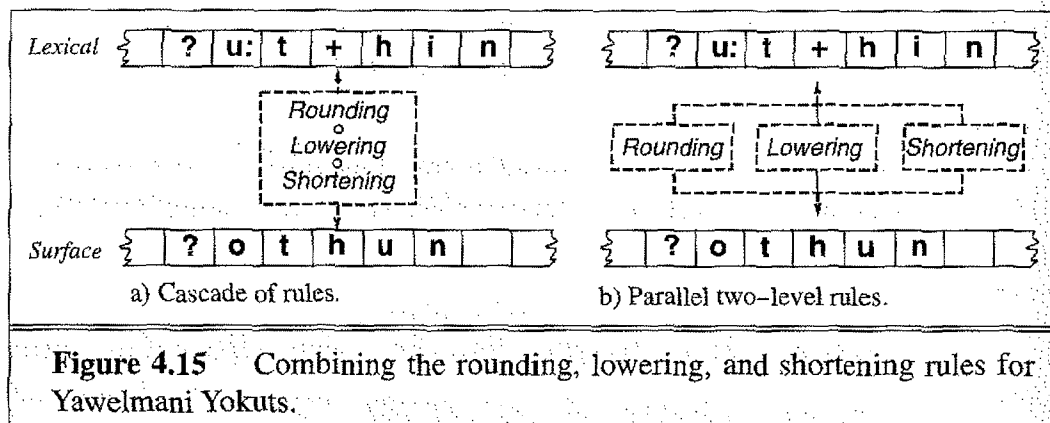 Lexical ? u: t + h i n ? u: t + h i n
Rounding
o
Lowering
o
Shortening
Rounding Lowering Shortening
Surface ? o t h u n ? o t h u n
a) Cascade of rules. b) Parallel two-level rules.
Figure 4.15 Combining the rounding, lowering, and shortening rules for
Yawelmani Yokuts.